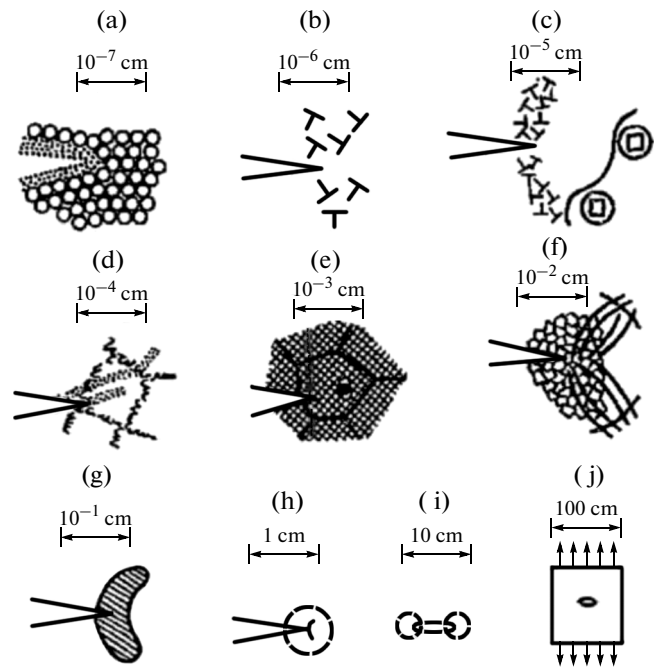 (a) (b) (c)
10⁻⁷ cm 10⁻⁶ cm 10⁻⁵ cm
(d) (e) (f)
10⁻⁴ cm 10⁻³ cm 10⁻² cm
(g) (h) (i) (j)
10⁻¹ cm 1 cm 10 cm 100 cm